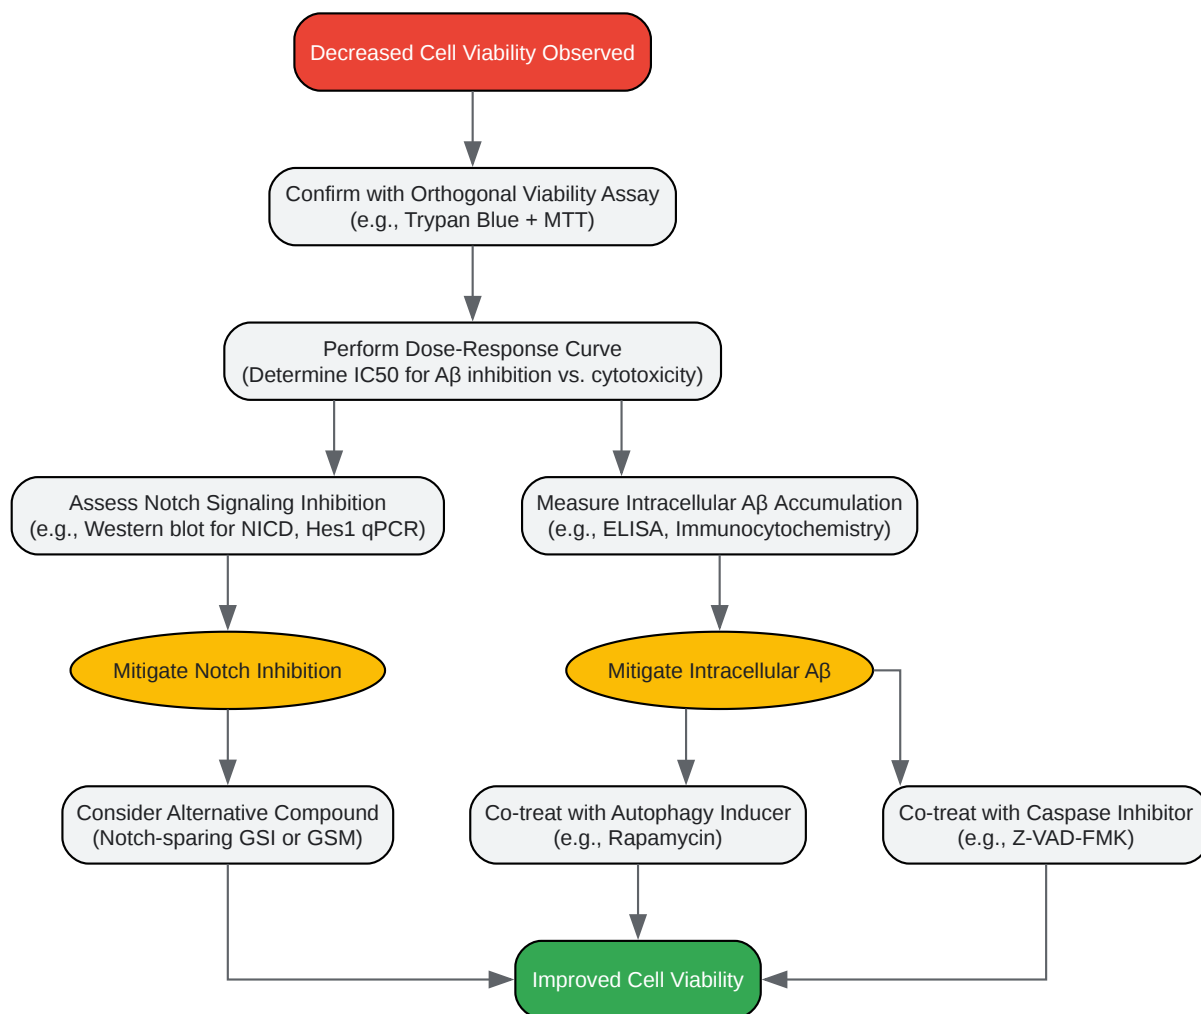 Decreased Cell Viability Observed
Confirm with Orthogonal Viability Assay
(e.g., Trypan Blue + MTT)
Perform Dose-Response Curve
(Determine IC50 for Aβ inhibition vs. cytotoxicity)
Assess Notch Signaling Inhibition
(e.g., Western blot for NICD, Hes1 qPCR)
Measure Intracellular Aβ Accumulation
(e.g., ELISA, Immunocytochemistry)
Mitigate Notch Inhibition
Mitigate Intracellular Aβ
Consider Alternative Compound
(Notch-sparing GSI or GSM)
Co-treat with Autophagy Inducer
(e.g., Rapamycin)
Co-treat with Caspase Inhibitor
(e.g., Z-VAD-FMK)
Improved Cell Viability